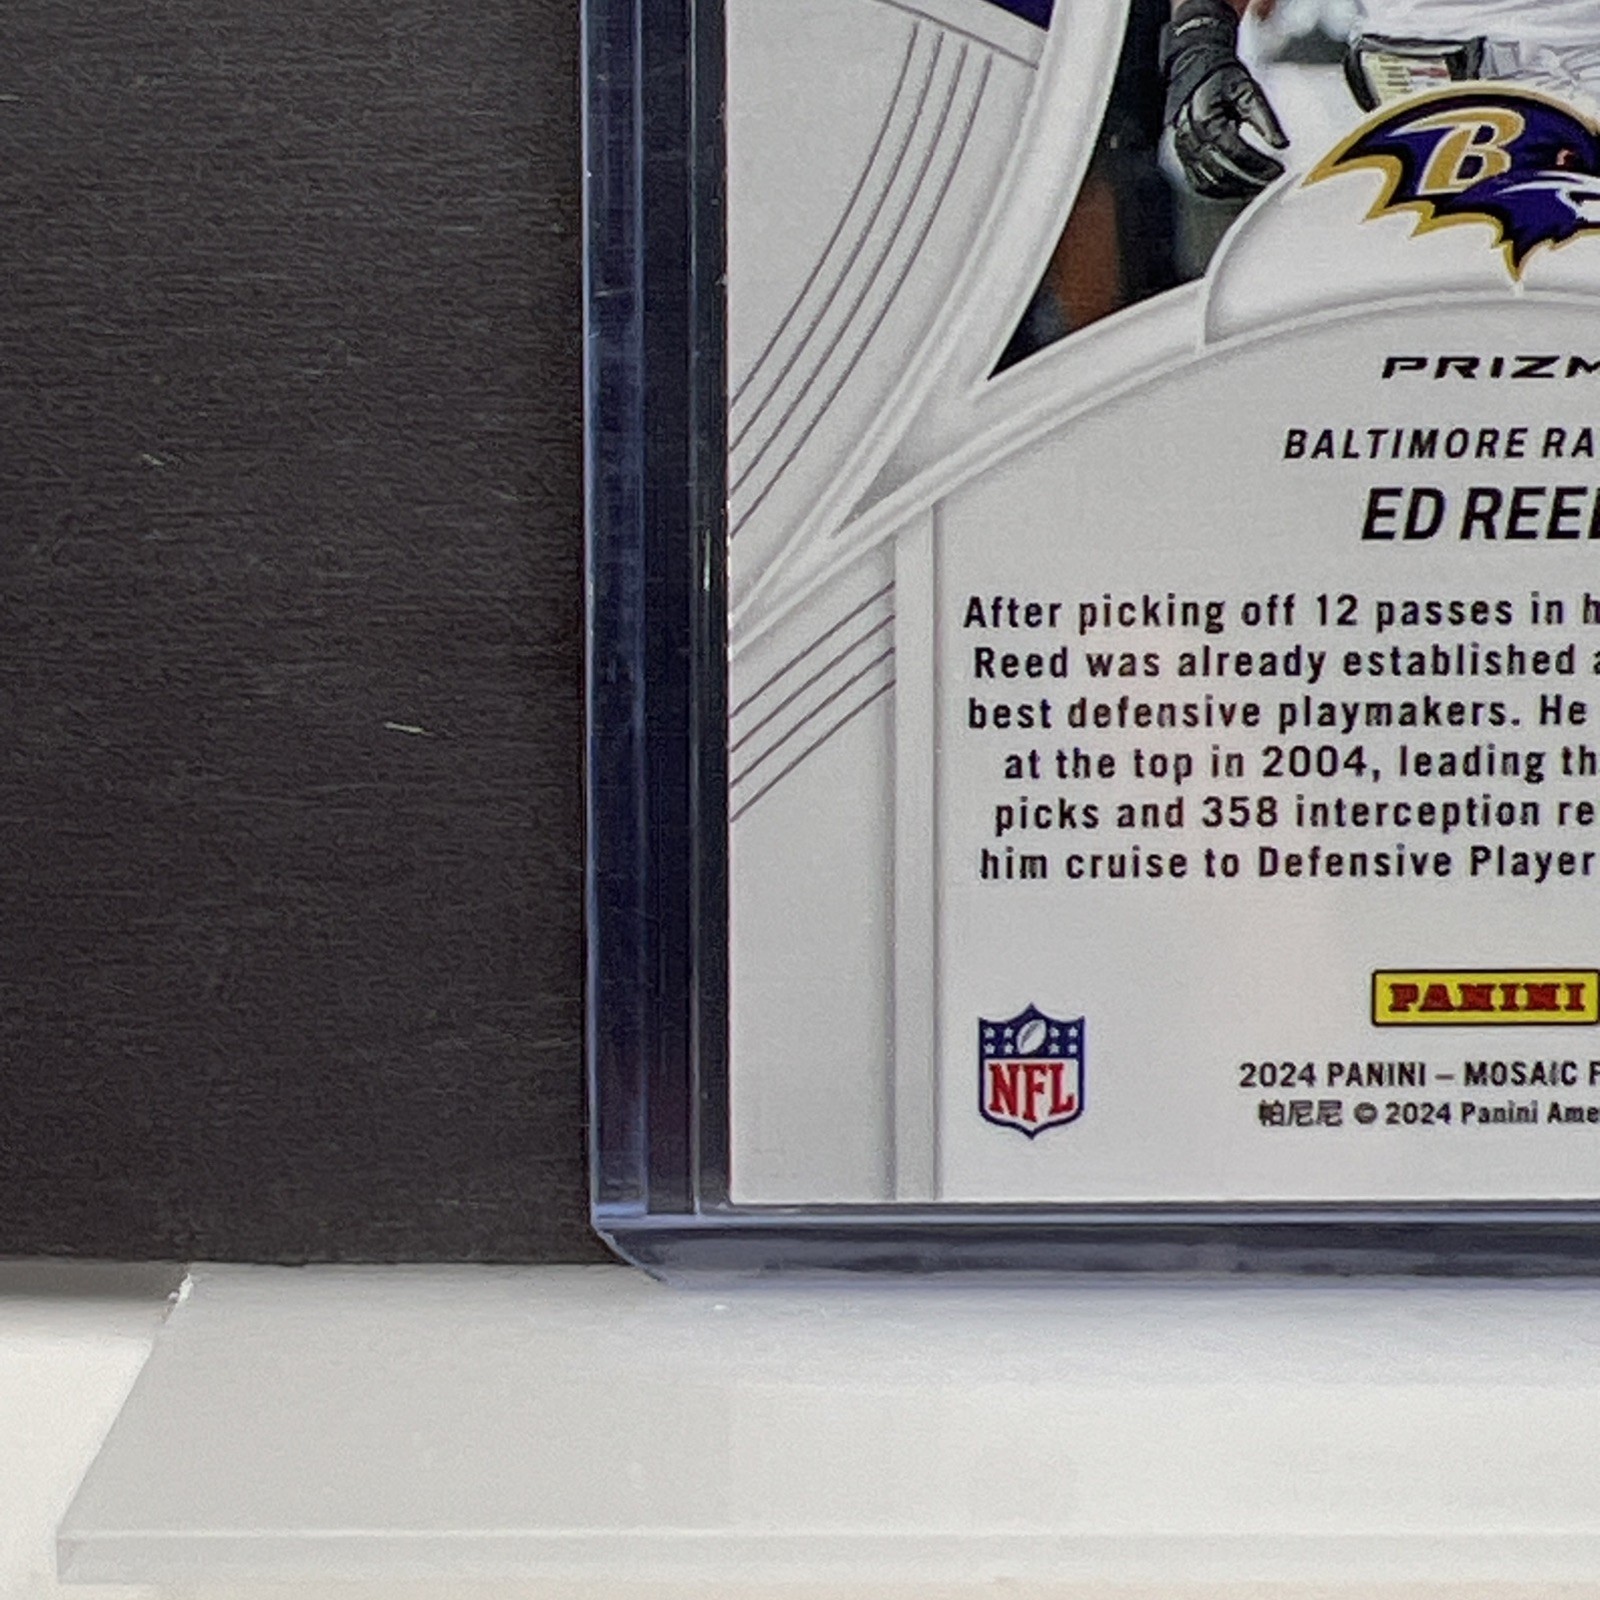 B
PRIZM
BALTIMORE RA
ED REE
After picking off 12 passes in h
Reed was already established a
best defensive playmakers. He
at the top in 2004, leading th
picks and 358 interception re
him cruise to Defensive Player
PANINI
NFL
2024 PANINI – MOSAIC F
帕尼尼 © 2024 Panini Ame